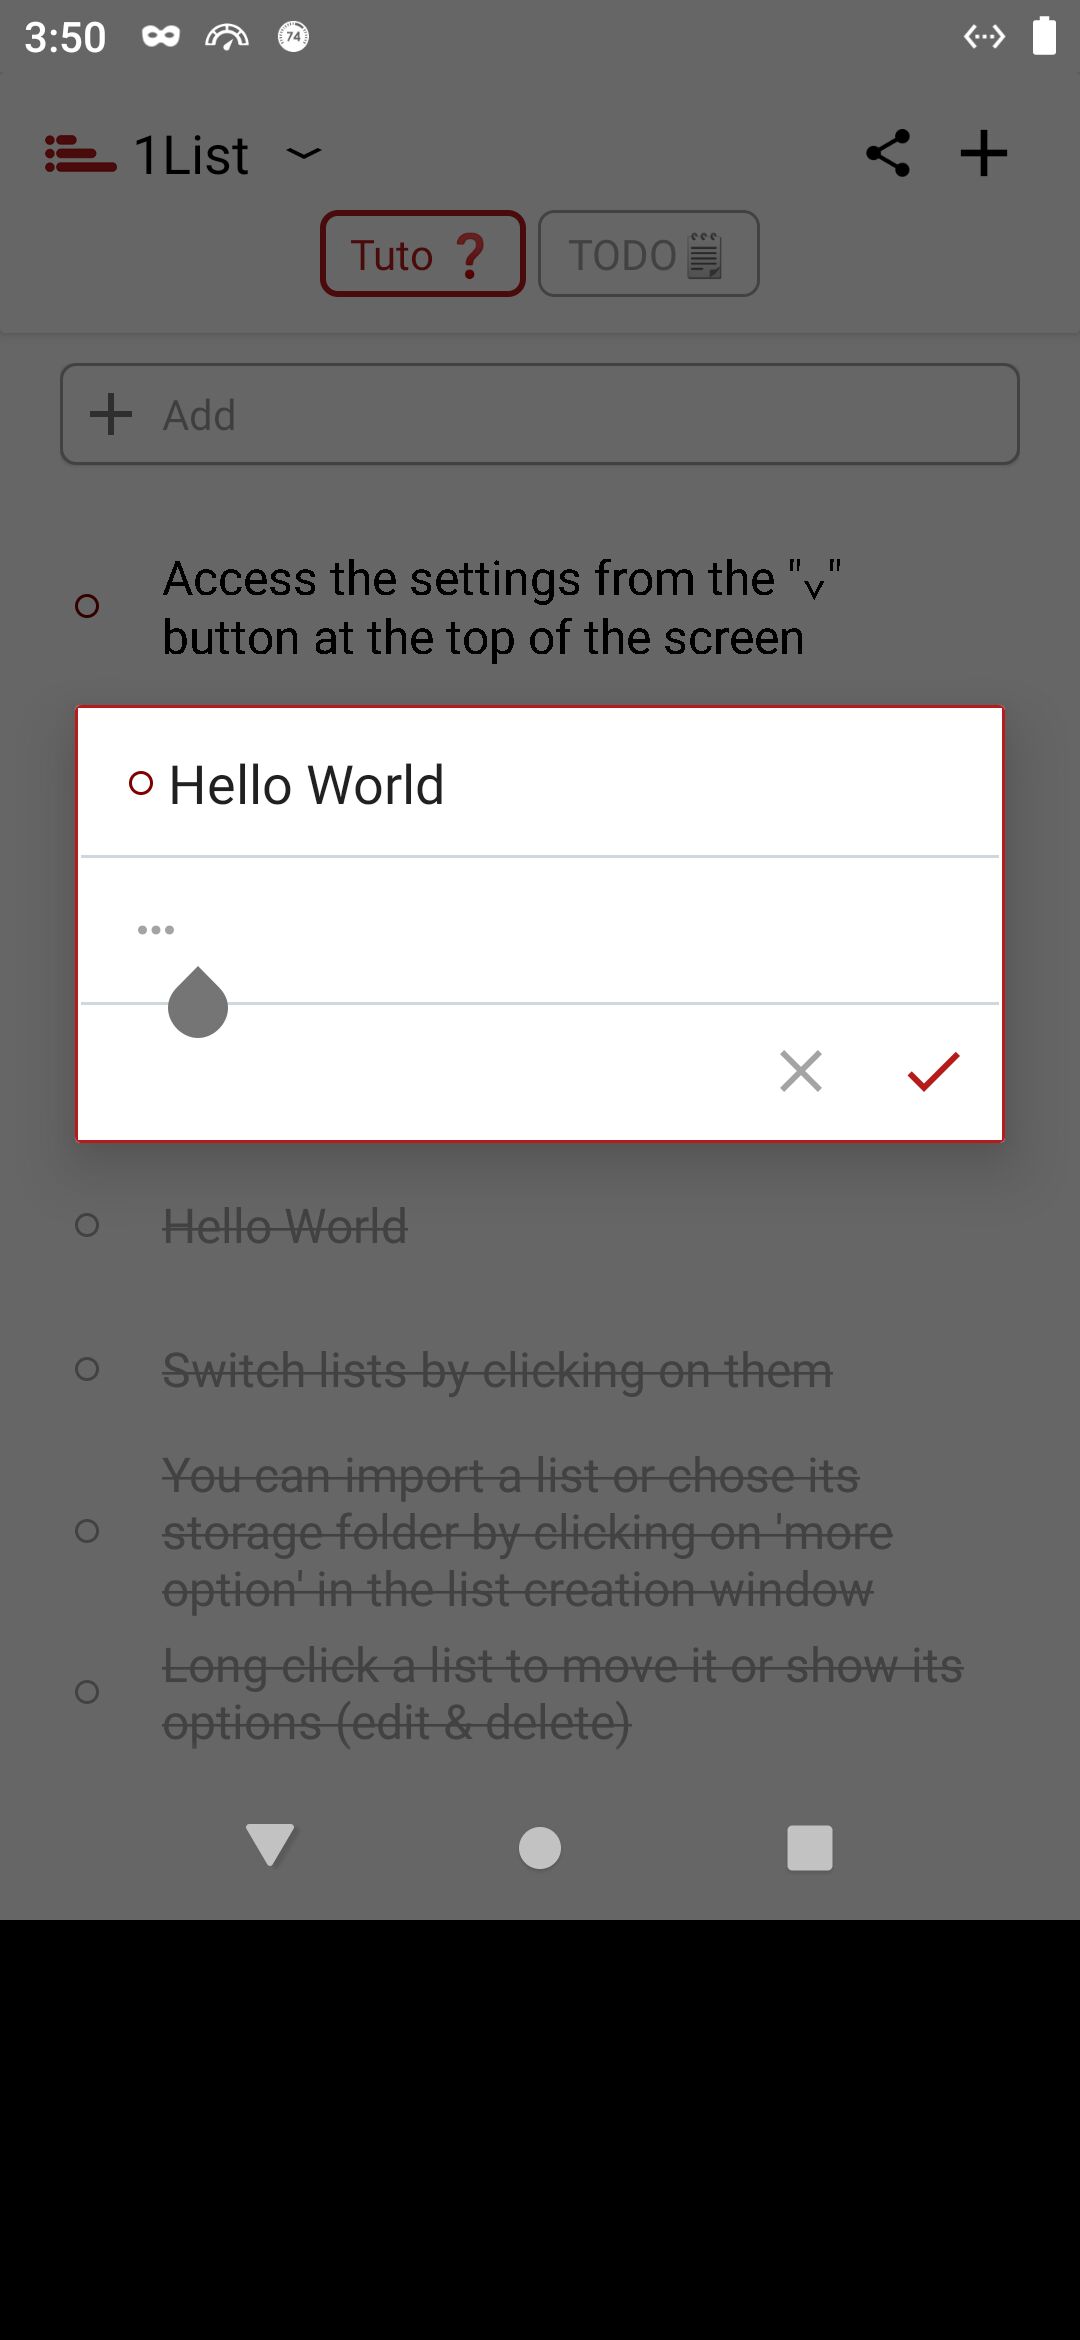 3:50
74
1List
Tuto ❓
TODO🗒
Add
Access the settings from the "v"
button at the top of the screen
Hello World
...
Hello World
Switch lists by clicking on them
You can import a list or chose its
storage folder by clicking on 'more
option' in the list creation window
Long click a list to move it or show its
options (edit & delete)